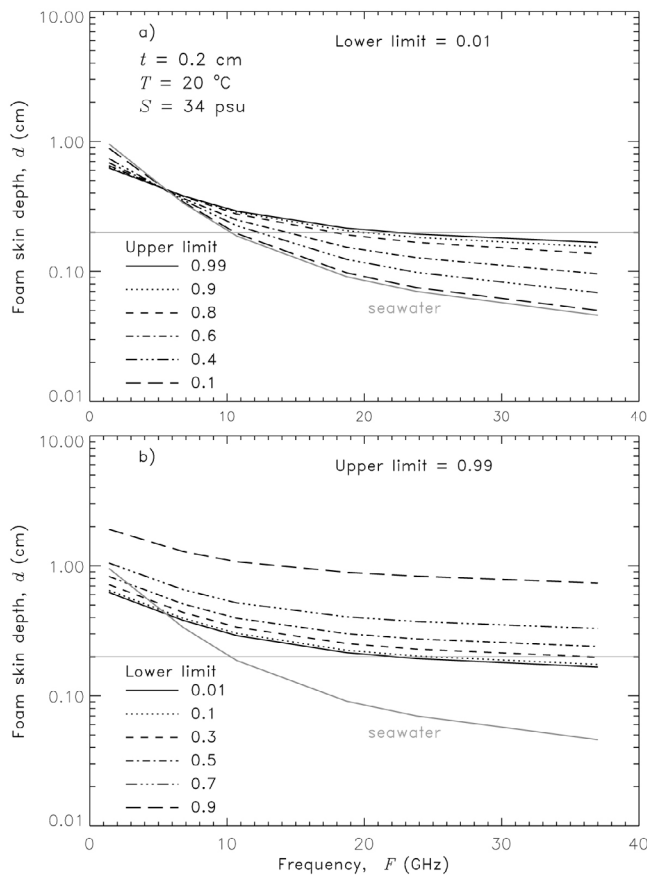 a)
Lower limit = 0.01
t = 0.2 cm
T = 20 °C
S = 34 psu
10.00
1.00
0.10
0.01
Foam skin depth, d (cm)
Upper limit
0.99
0.9
0.8
0.6
0.4
0.1
seawater
0 10 20 30 40
b)
Upper limit = 0.99
10.00
1.00
0.10
0.01
Foam skin depth, d (cm)
Lower limit
0.01
0.1
0.3
0.5
0.7
0.9
seawater
0 10 20 30 40
Frequency, F (GHz)